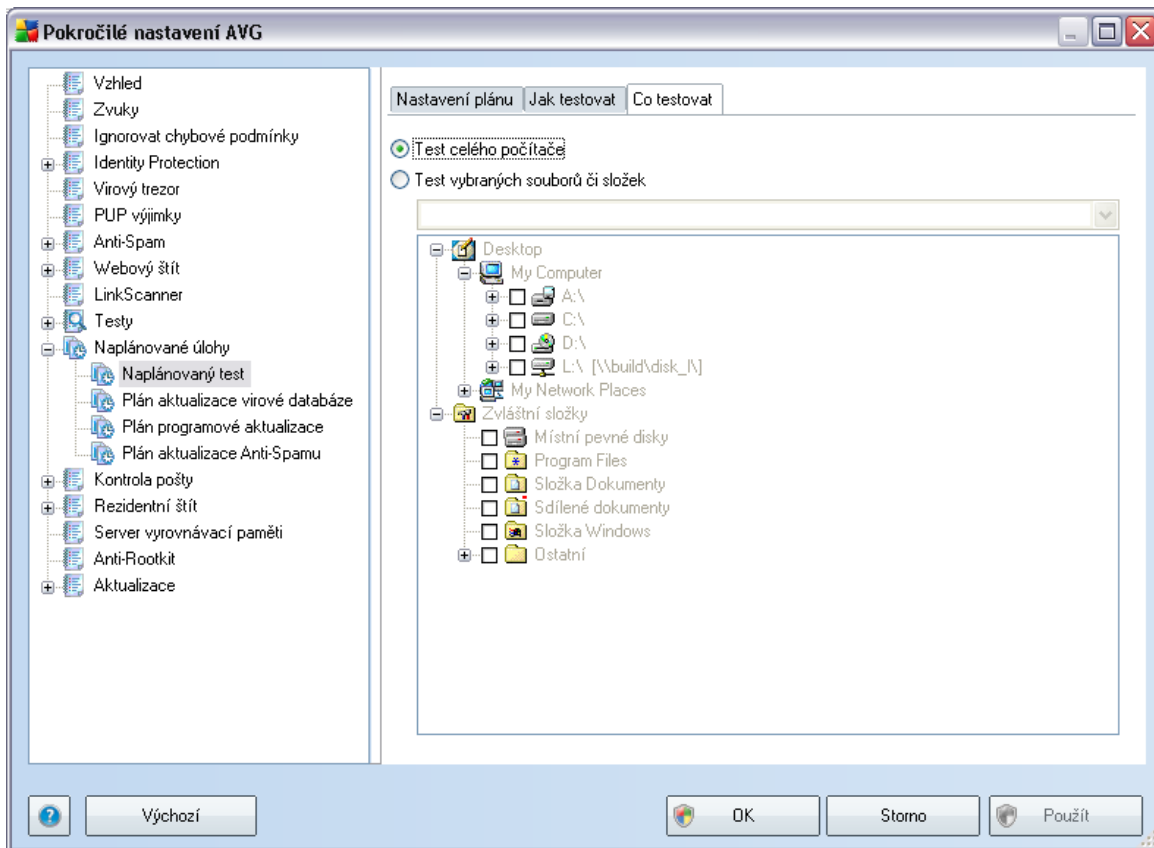 Pokročilé nastavení AVG
Vzhled
Zvuky
Ignorovat chybové podmínky
Identity Protection
Virový trezor
PUP výjimky
Anti-Spam
Webový štít
LinkScanner
Testy
Naplánované úlohy
Naplánovaný test
Plán aktualizace virové databáze
Plán programové aktualizace
Plán aktualizace Anti-Spamu
Kontrola pošty
Rezidentní štít
Server vyrovnávací paměti
Anti-Rootkit
Aktualizace
Nastavení plánu Jak testovat Co testovat
Test celého počítače
Test vybraných souborů či složek
Desktop
My Computer
A:\
C:\
D:\
L:\ [\\build\disk_l\]
My Network Places
Zvláštní složky
Místní pevné disky
Program Files
Složka Dokumenty
Sdílené dokumenty
Složka Windows
Ostatní
Výchozí OK Storno Použít